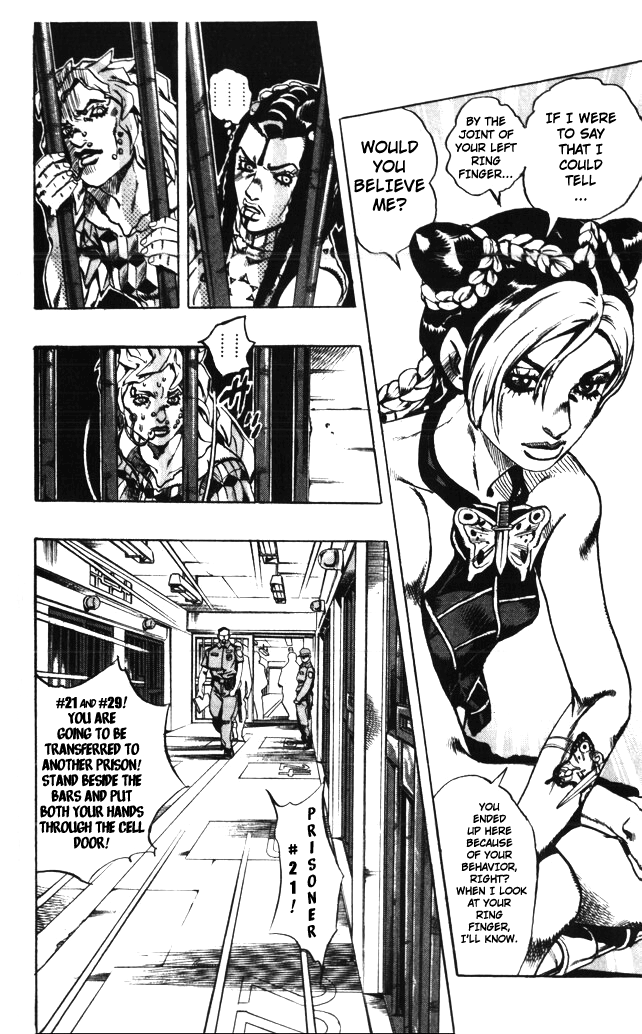 IF I WERE
TO SAY
THAT I
COULD
TELL
...
BY THE
JOINT OF
YOUR LEFT
RING
FINGER...
WOULD
YOU
BELIEVE
ME?
YOU
ENDED
UP HERE
BECAUSE
OF YOUR
BEHAVIOR,
RIGHT?
WHEN I LOOK
AT YOUR
RING
FINGER,
I'LL KNOW.
......
......
......
......
PRISONER
#21!
#21 AND #29!
YOU ARE
GOING TO BE
TRANSFERRED TO
ANOTHER PRISON!
STAND BESIDE THE
BARS AND PUT
BOTH YOUR HANDS
THROUGH THE CELL
DOOR!